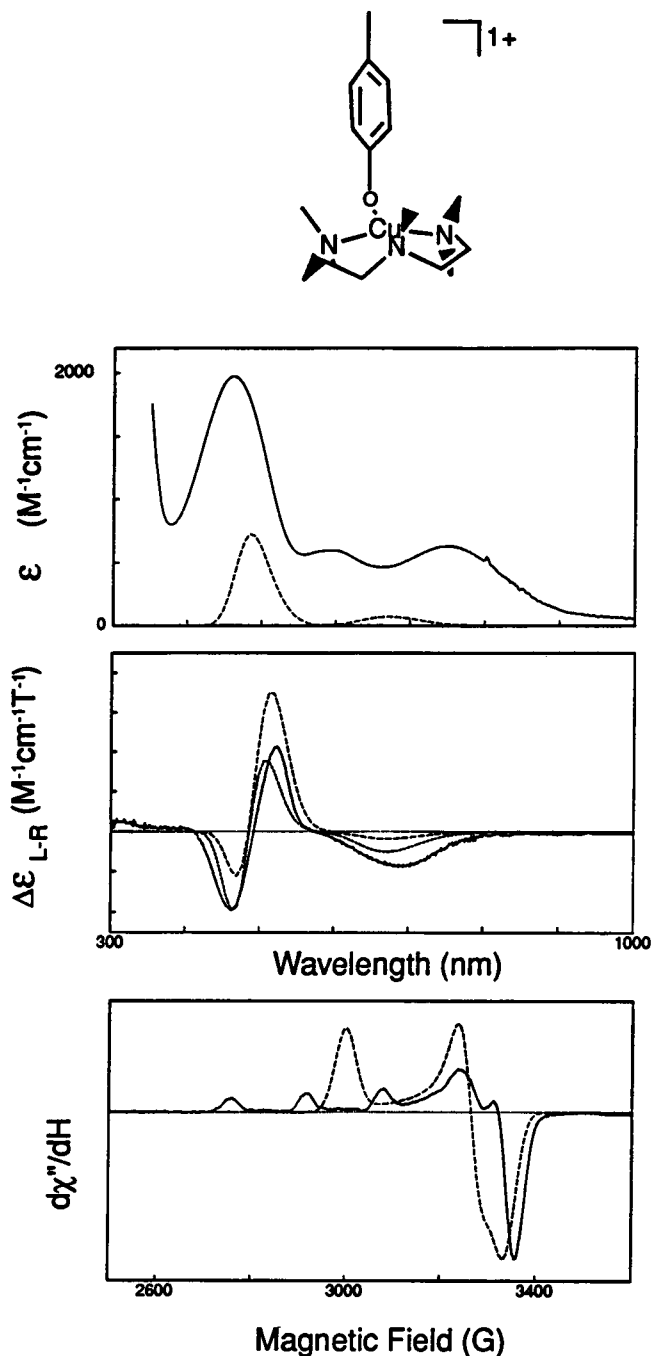 1+
O
Cu
N
N
N
2000
ε (M⁻¹cm⁻¹)
0
Δε L-R (M⁻¹cm⁻¹T⁻¹)
300
1000
Wavelength (nm)
dχ"/dH
2600
3000
3400
Magnetic Field (G)